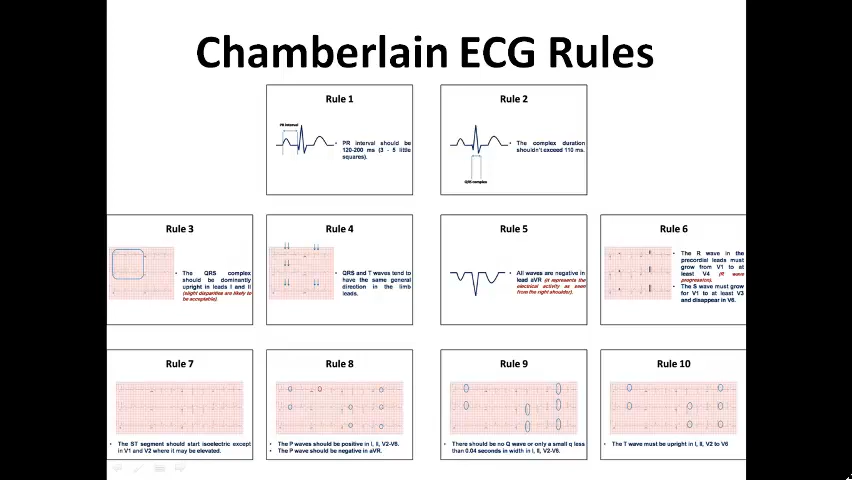 Chamberlain ECG Rules
Rule 1
PR interval
• PR interval should be
120-200 ms (3 - 5 little
squares).
Rule 2
• The complex duration
shouldn't exceed 110 ms.
QRS complex
Rule 3
• The QRS complex
should be dominantly
upright in leads I and II
(slight disparities are likely to
be acceptable)
Rule 4
• QRS and T waves tend to
have the same general
direction in the limb
leads.
Rule 5
• All waves are negative in
lead aVR (it represents the
electrical activity as seen
from the right shoulder).
Rule 6
• The R wave in the
precordial leads must
grow from V1 to at
least V4 (R wave
progression).
• The S wave must grow
for V1 to at least V3
and disappear in V6.
Rule 7
• The ST segment should start isoelectric except
in V1 and V2 where it may be elevated.
Rule 8
• The P waves should be positive in I, II, V2-V6.
• The P wave should be negative in aVR.
Rule 9
• There should be no Q wave or only a small q less
than 0.04 seconds in width in I, II, V2-V6.
Rule 10
• The T wave must be upright in I, II, V2 to V6